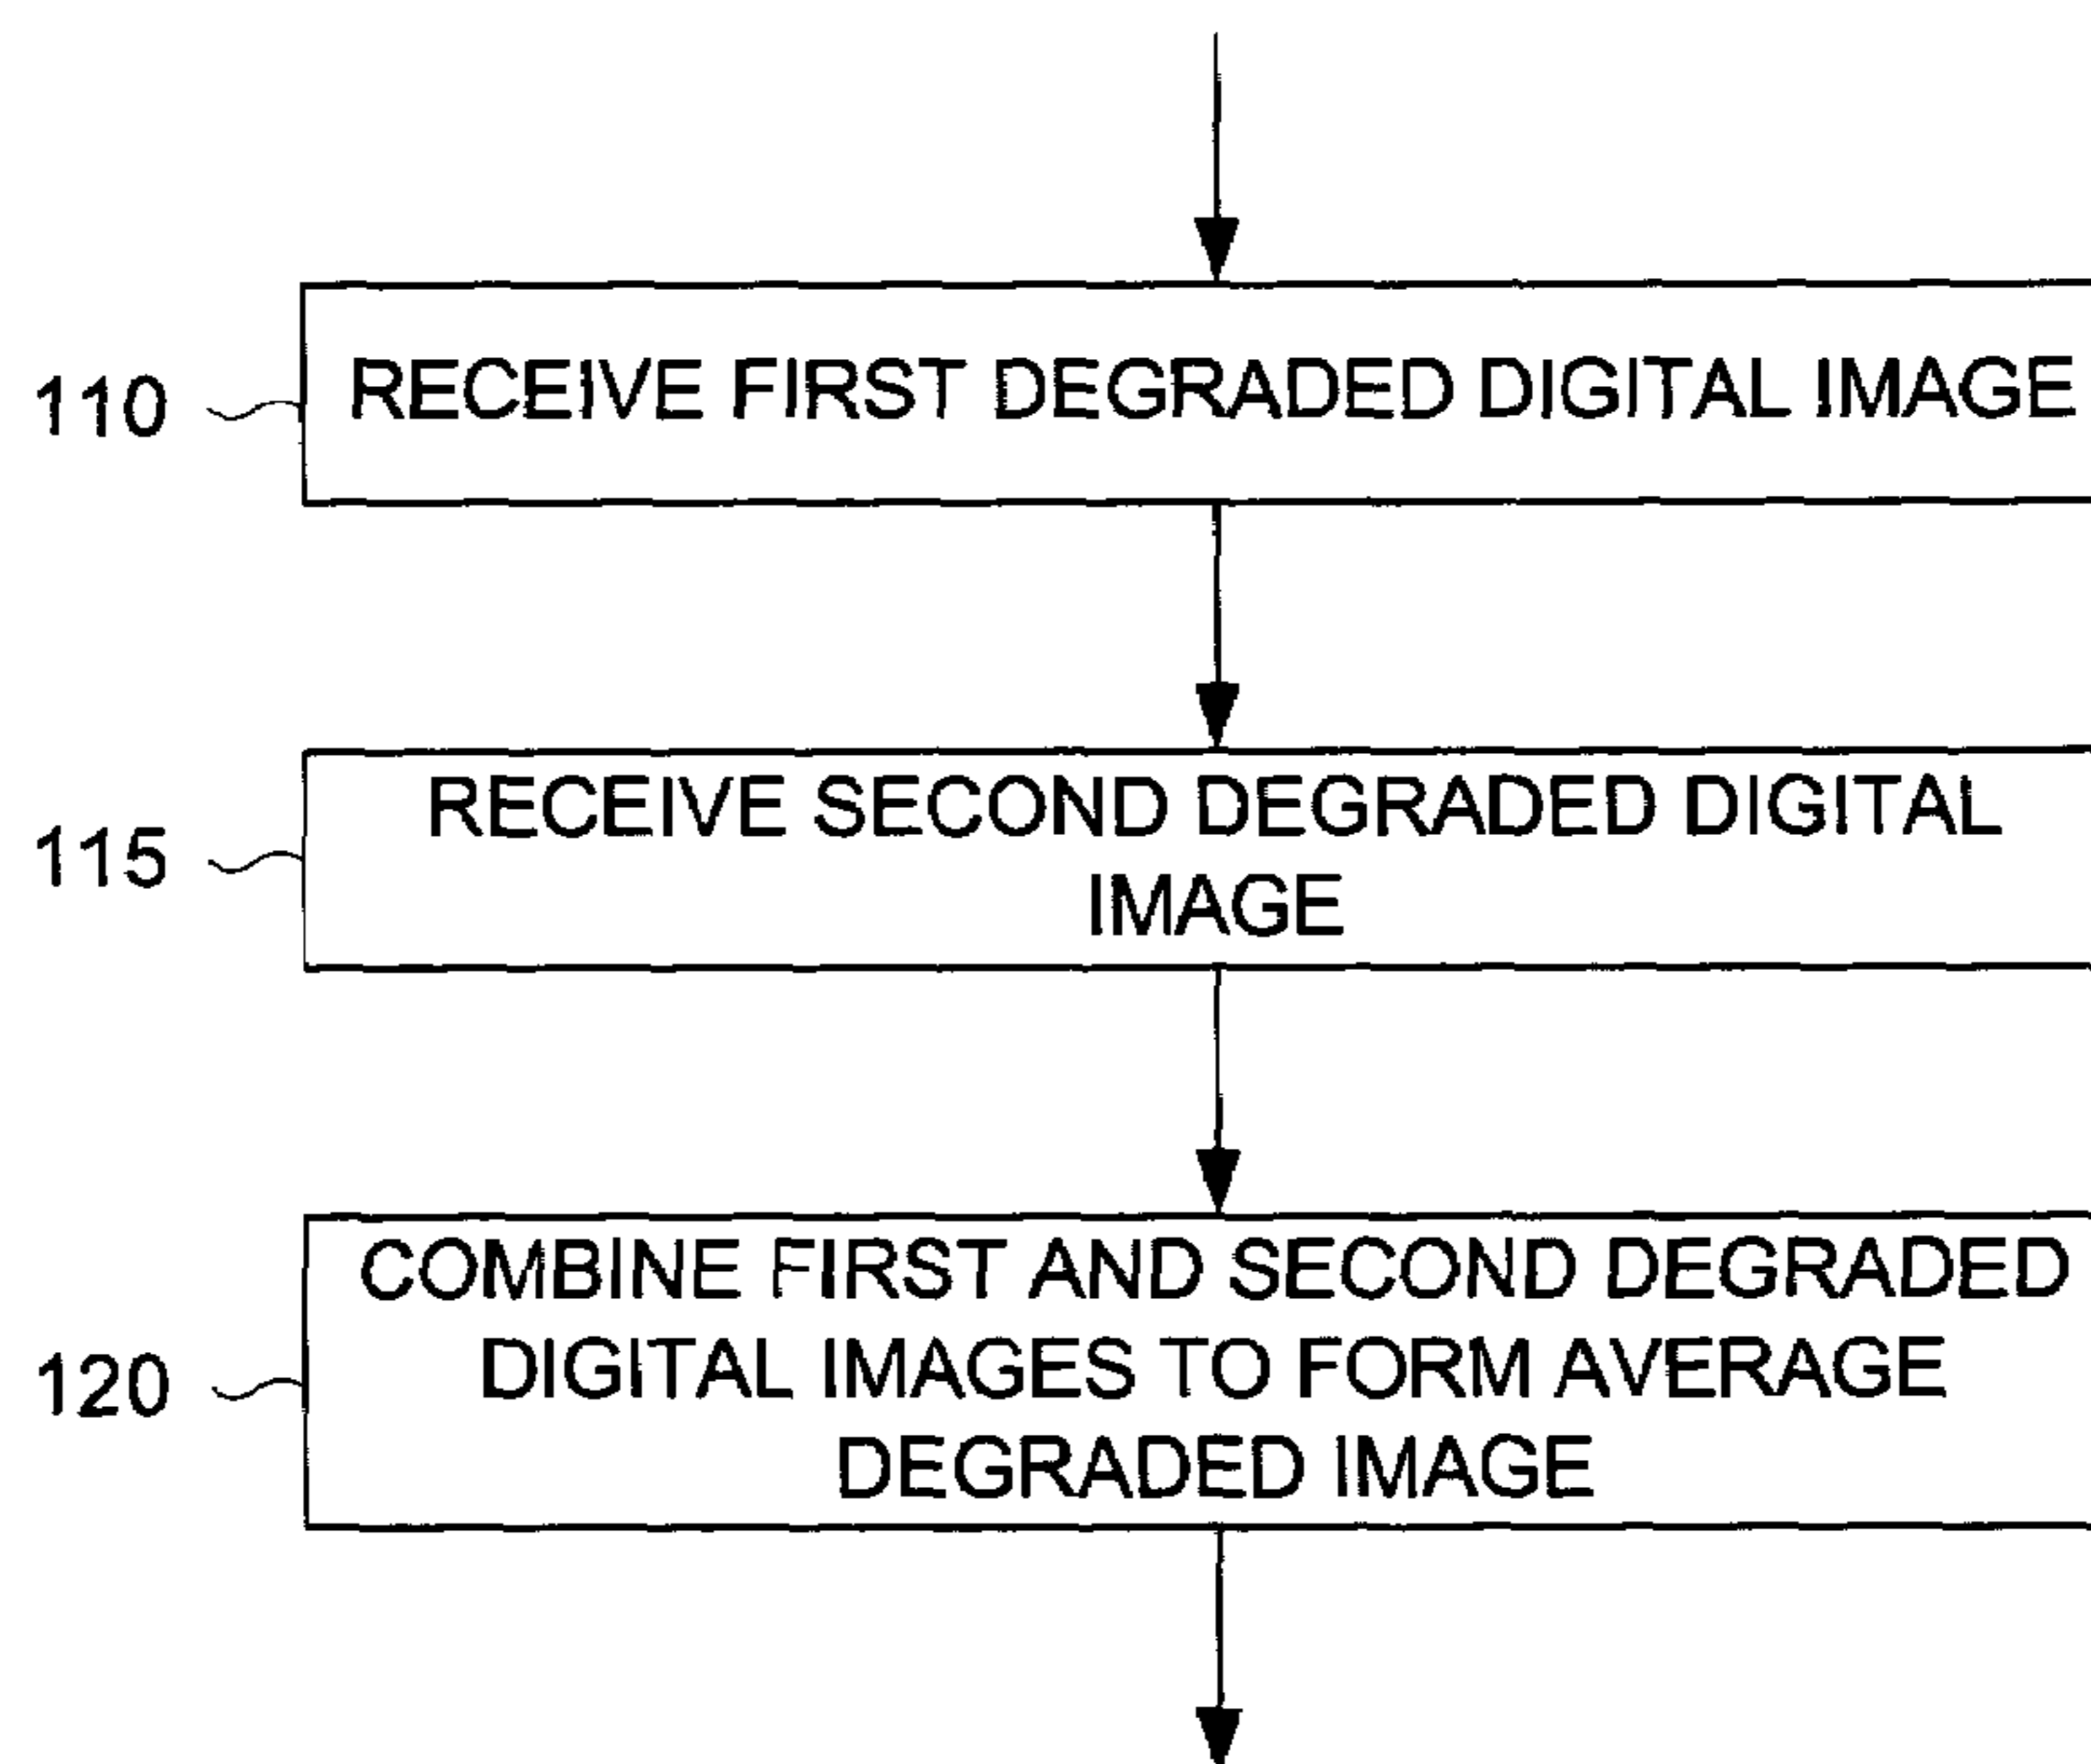 110
RECEIVE FIRST DEGRADED DIGITAL IMAGE
115
RECEIVE SECOND DEGRADED DIGITAL
IMAGE
120
COMBINE FIRST AND SECOND DEGRADED
DIGITAL IMAGES TO FORM AVERAGE
DEGRADED IMAGE